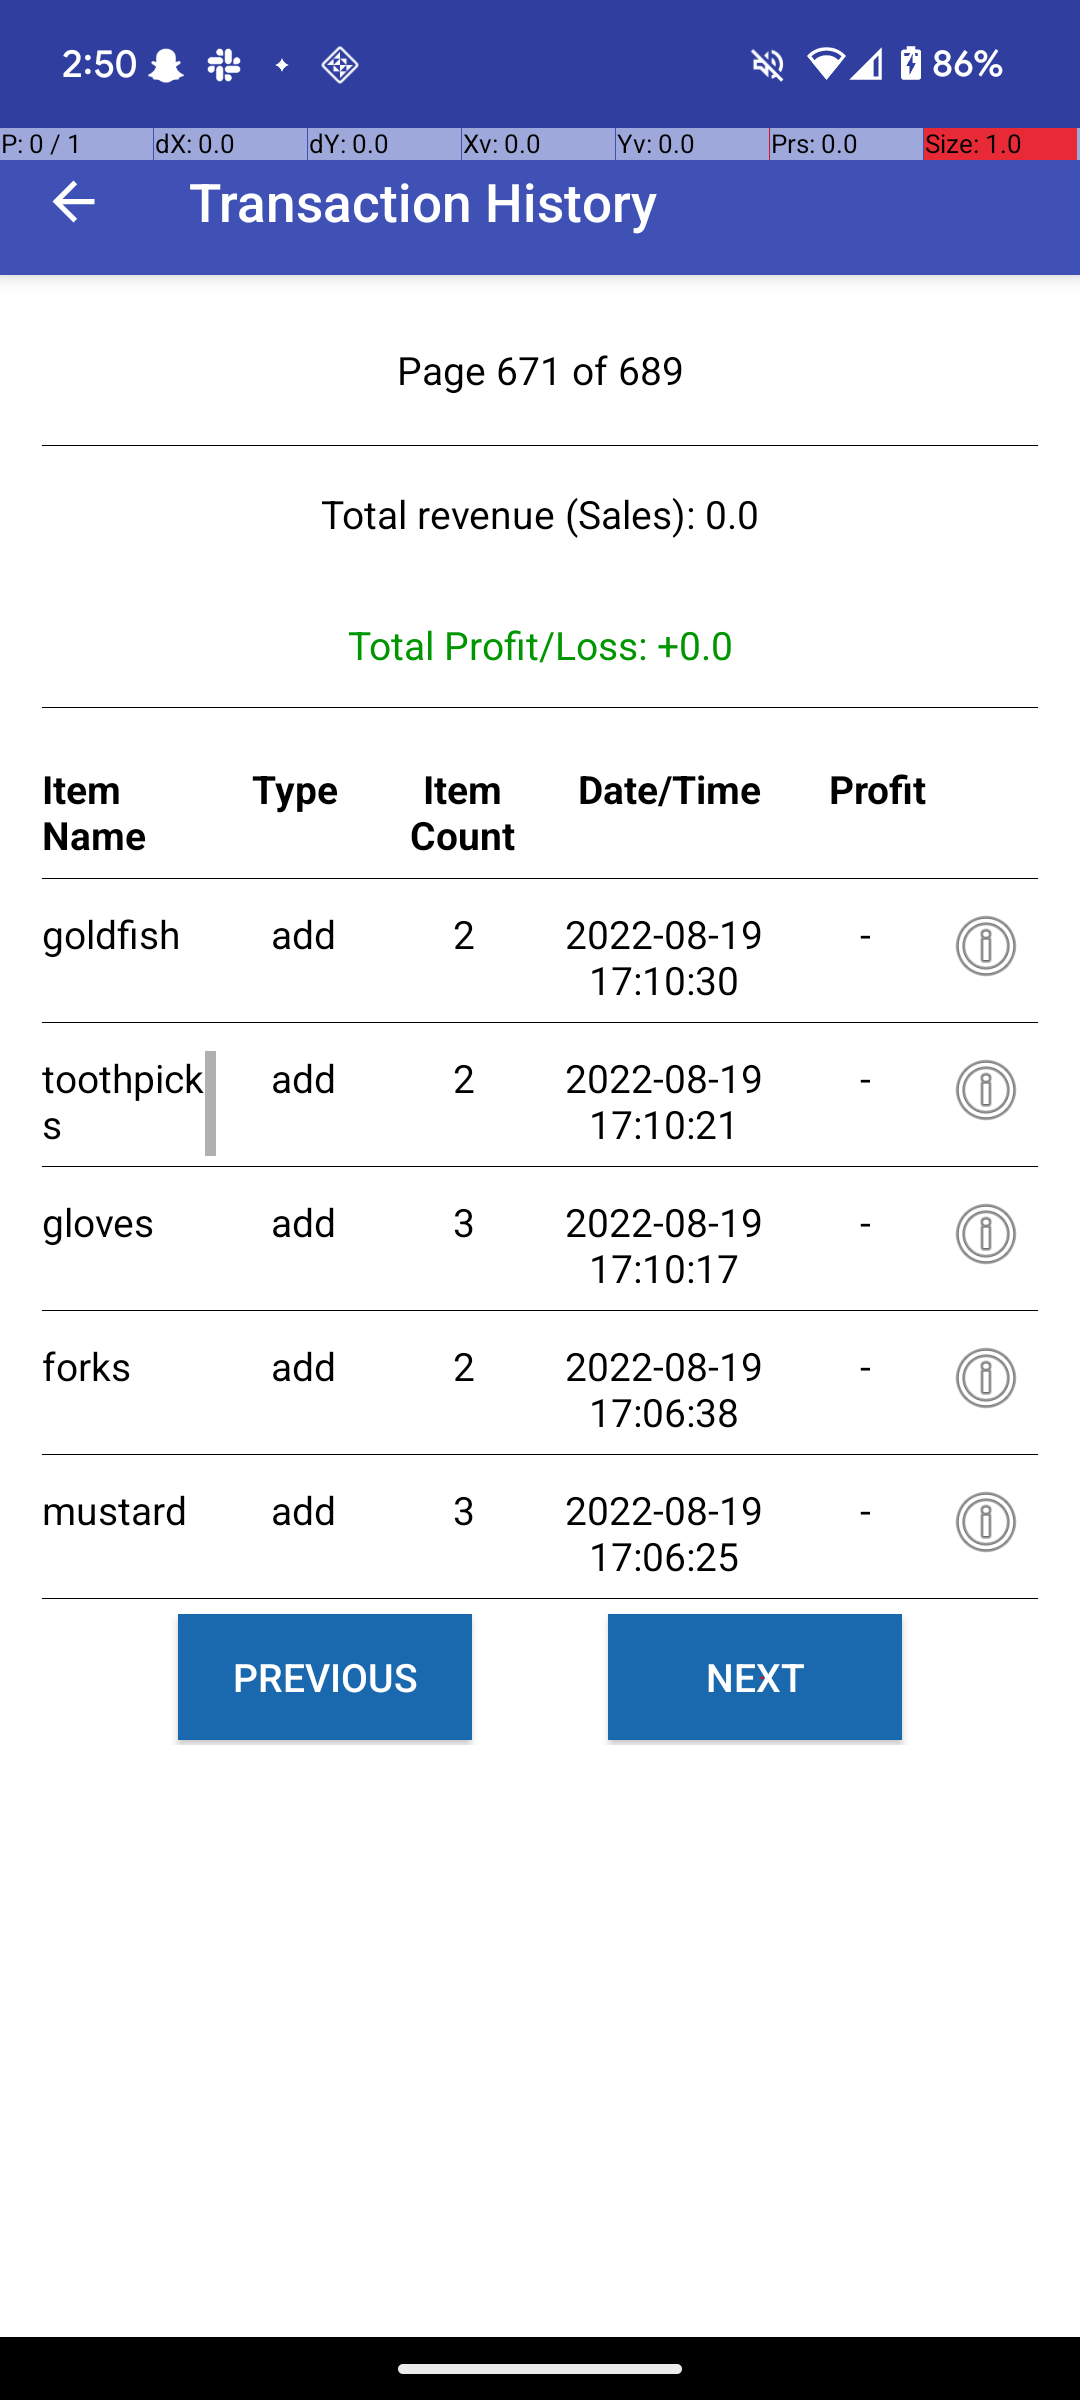 2:50 86%
P: 0 / 1 dX: 0.0 dY: 0.0 Xv: 0.0 Yv: 0.0 Prs: 0.0 Size: 1.0
Transaction History
Page 671 of 689
Total revenue (Sales): 0.0
Total Profit/Loss: +0.0
Item Type Item Date/Time Profit
Name Count
goldfish add 2 2022-08-19 -
17:10:30
toothpick add 2 2022-08-19 -
s 17:10:21
gloves add 3 2022-08-19 -
17:10:17
forks add 2 2022-08-19 -
17:06:38
mustard add 3 2022-08-19 -
17:06:25
PREVIOUS NEXT